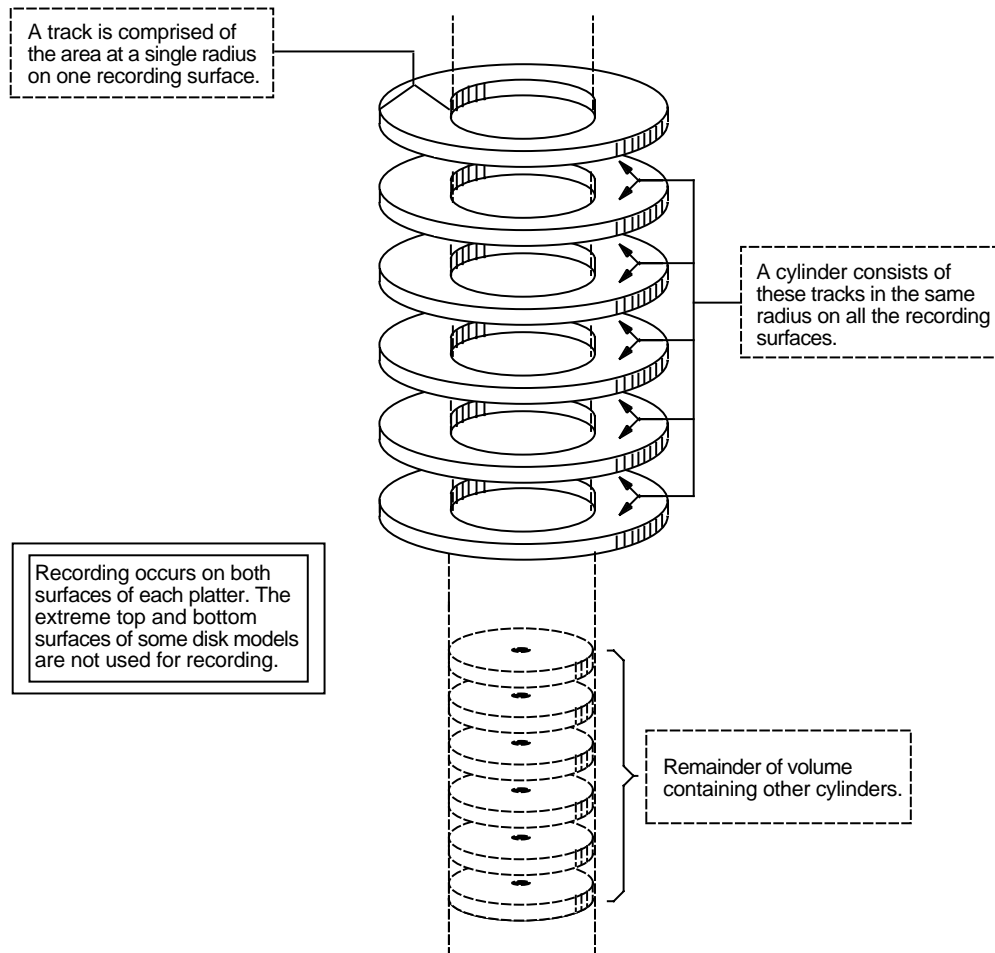 A track is comprised of
the area at a single radius
on one recording surface.
A cylinder consists of
these tracks in the same
radius on all the recording
surfaces.
Recording occurs on both
surfaces of each platter. The
extreme top and bottom
surfaces of some disk models
are not used for recording.
Remainder of volume
containing other cylinders.